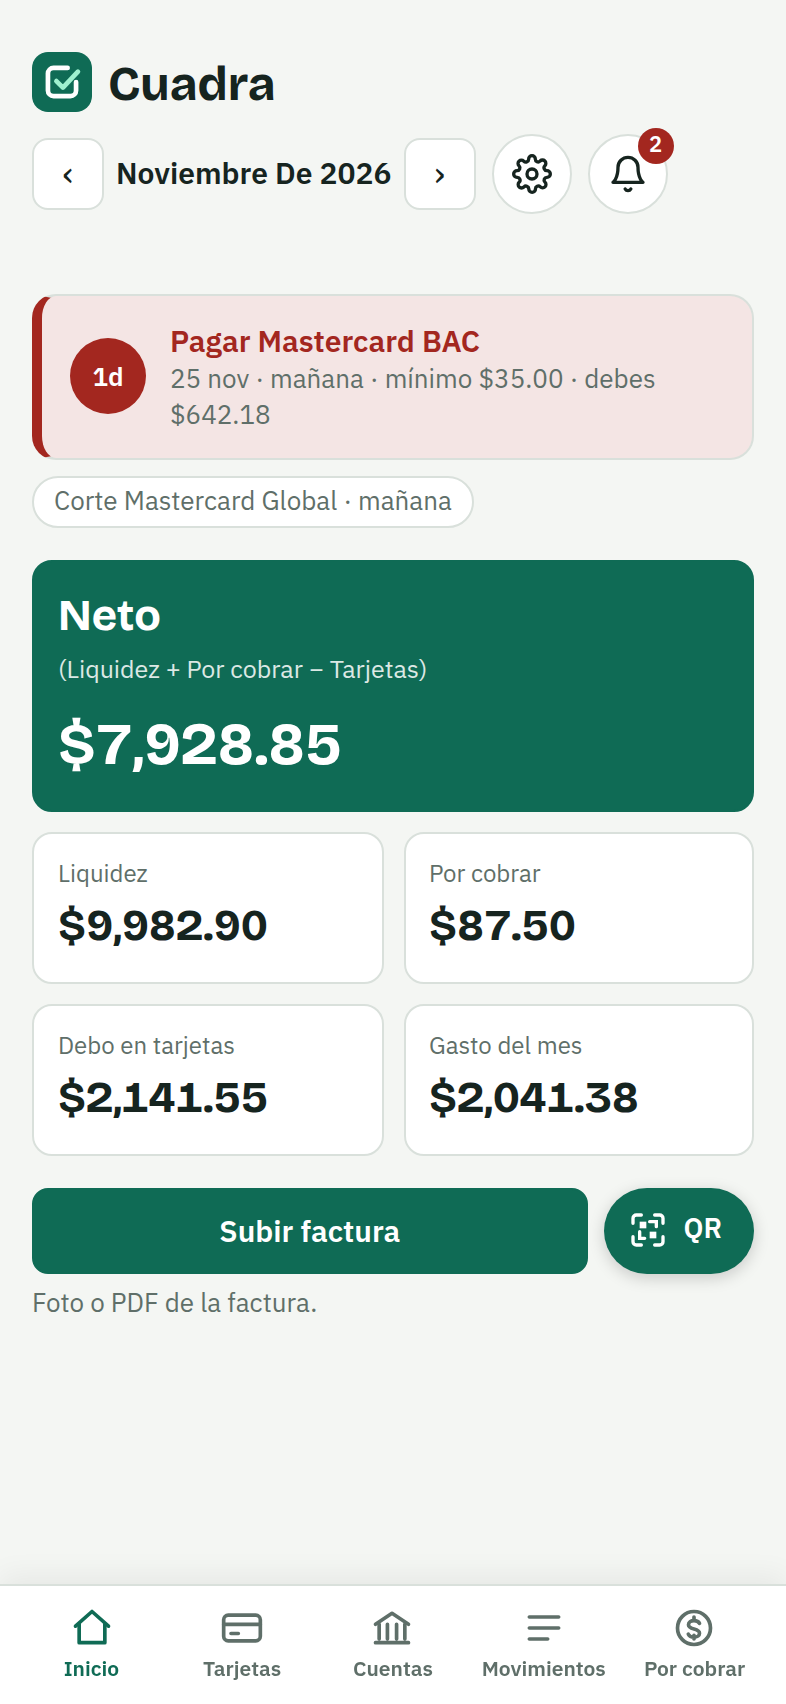 Cuadra
‹ Noviembre De 2026 › 2
1d
Pagar Mastercard BAC
25 nov · mañana · mínimo $35.00 · debes
$642.18
Corte Mastercard Global · mañana
Neto
(Liquidez + Por cobrar − Tarjetas)
$7,928.85
Liquidez
$9,982.90
Por cobrar
$87.50
Debo en tarjetas
$2,141.55
Gasto del mes
$2,041.38
Subir factura
QR
Foto o PDF de la factura.
Inicio
Tarjetas
Cuentas
Movimientos
Por cobrar